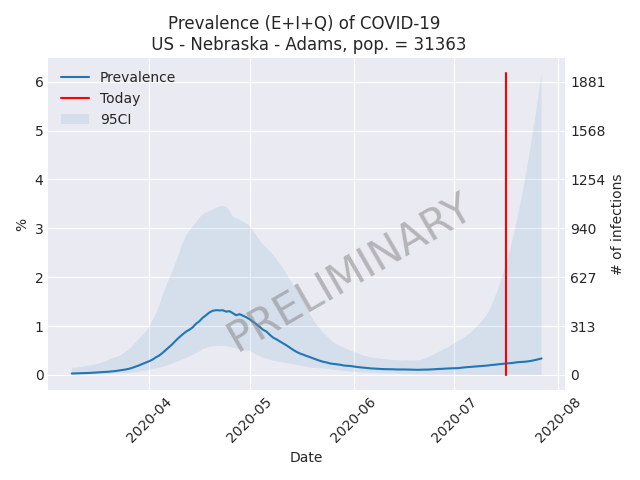 Prevalence (E+I+Q) of COVID-19
US - Nebraska - Adams, pop. = 31363
Prevalence
Today
95CI
PRELIMINARY
%
6
5
4
3
2
1
0
1881
1568
1254
940
627
313
0
# of infections
2020-04
2020-05
2020-06
2020-07
2020-08
Date